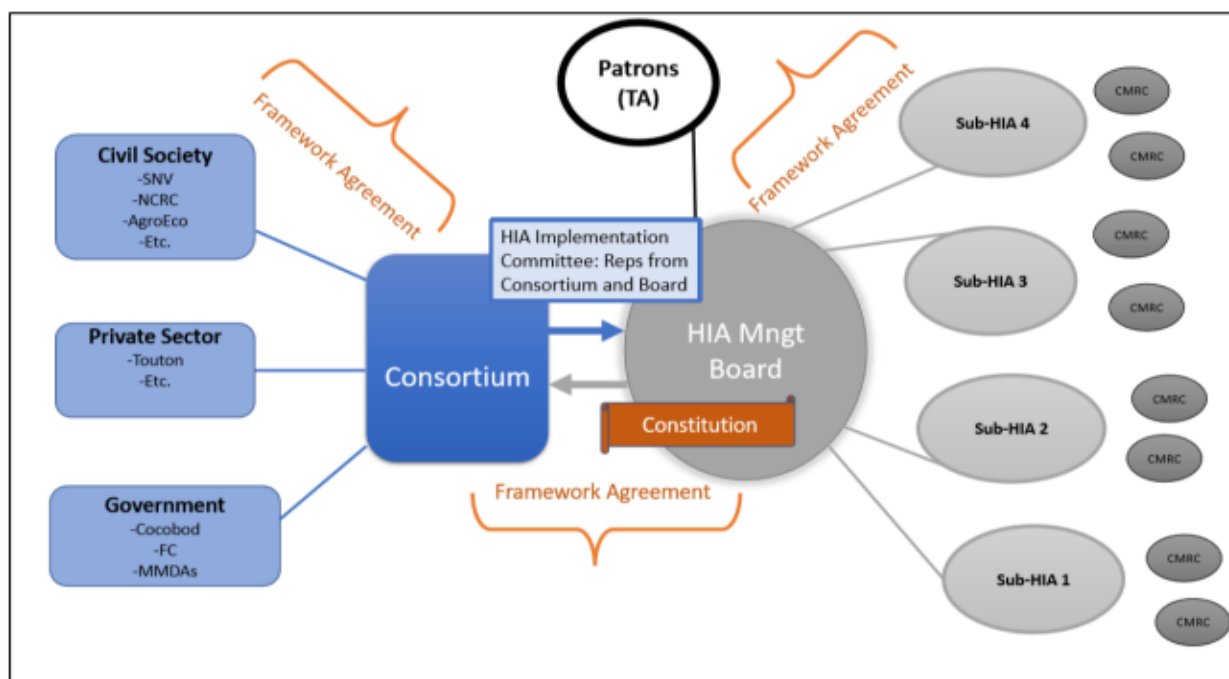 Patrons
(TA)
Framework Agreement
Framework Agreement
Civil Society
-SNV
-NCRC
-AgroEco
-Etc.
Private Sector
-Touton
-Etc.
Government
-Cocobod
-FC
-MMDAs
Consortium
HIA Implementation
Committee: Reps from
Consortium and Board
HIA Mngt
Board
Constitution
Framework Agreement
Sub-HIA 4
CMRC
CMRC
Sub-HIA 3
CMRC
CMRC
Sub-HIA 2
CMRC
CMRC
Sub-HIA 1
CMRC
CMRC